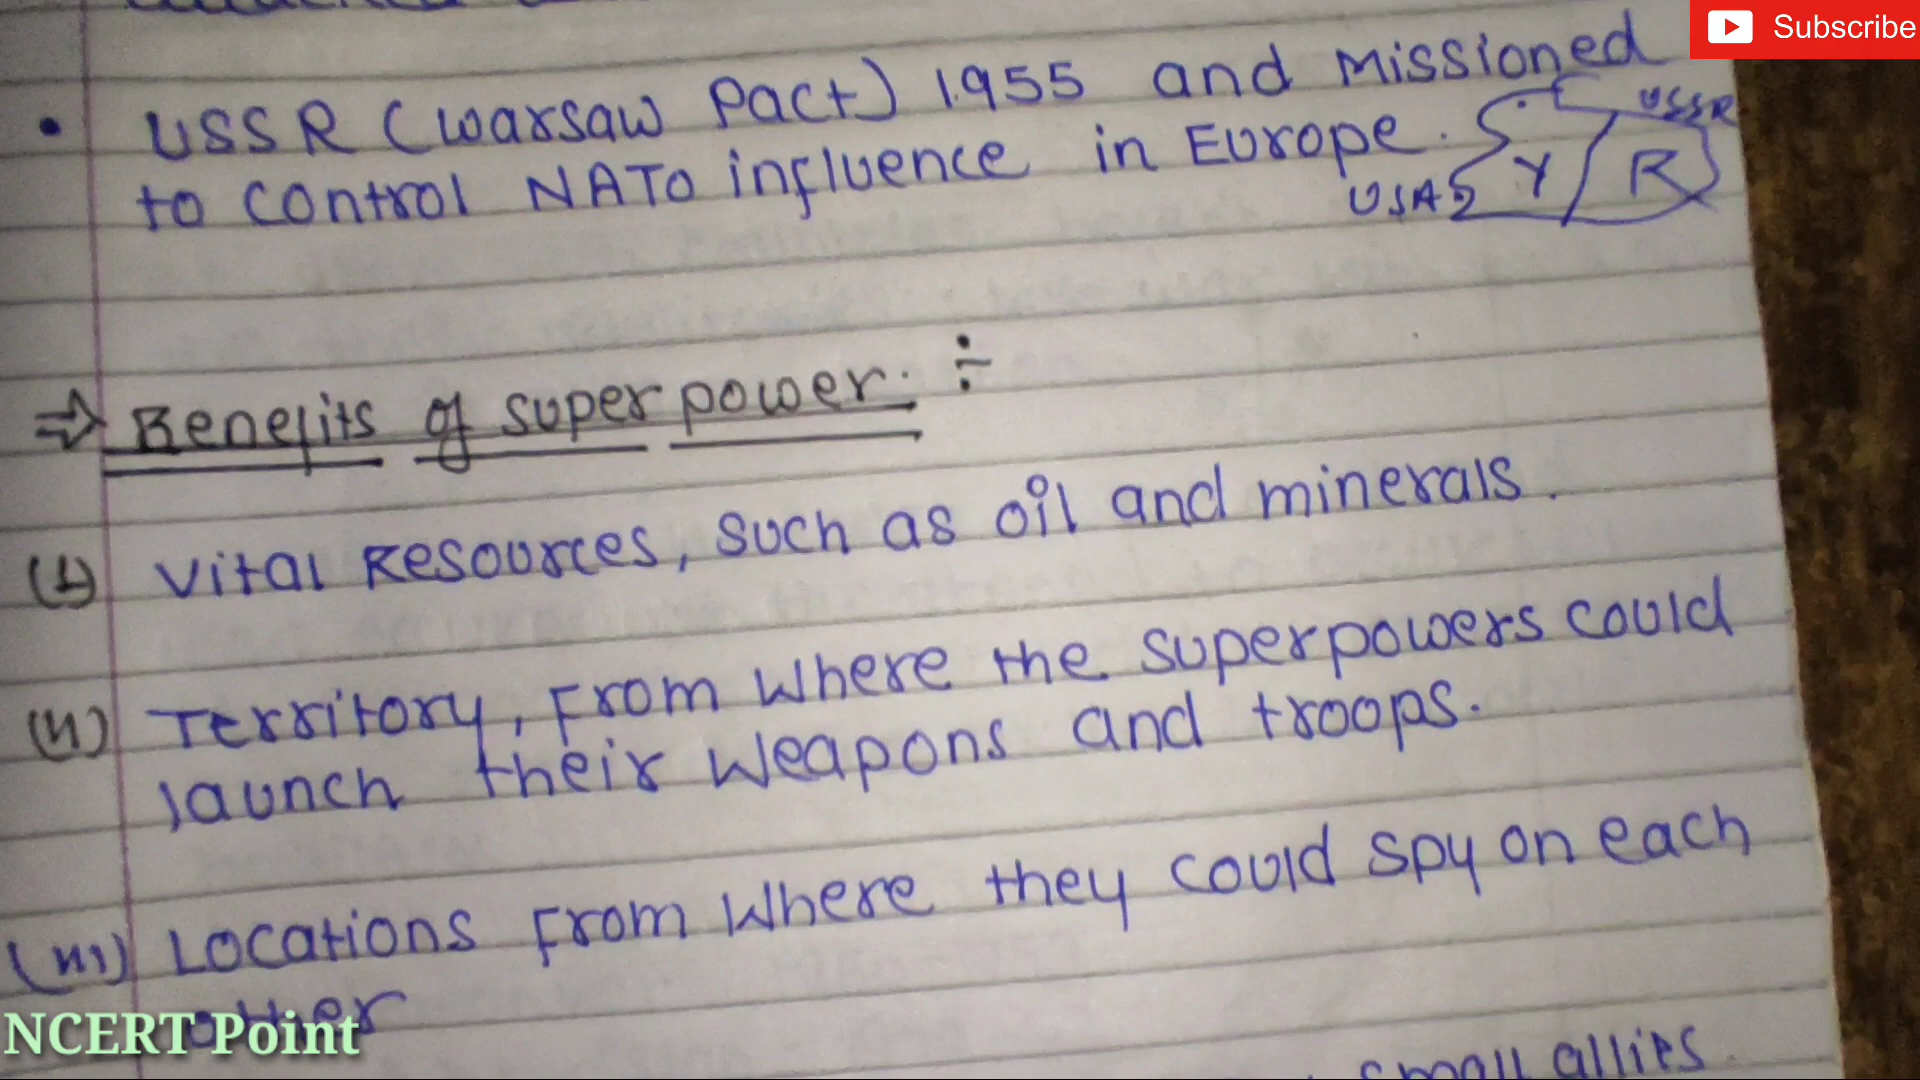 Subscribe
• USSR (Warsaw Pact) 1955 and Missioned
to control NATO influence in Europe.
USSR
USA
Y
R
⇒ Benefits of super power :-
(i) Vital Resources, such as oil and minerals.
(ii) Territory, From where the superpowers could
launch their weapons and troops.
(iii) Locations From where they could spy on each
other
NCERT Point
small allies